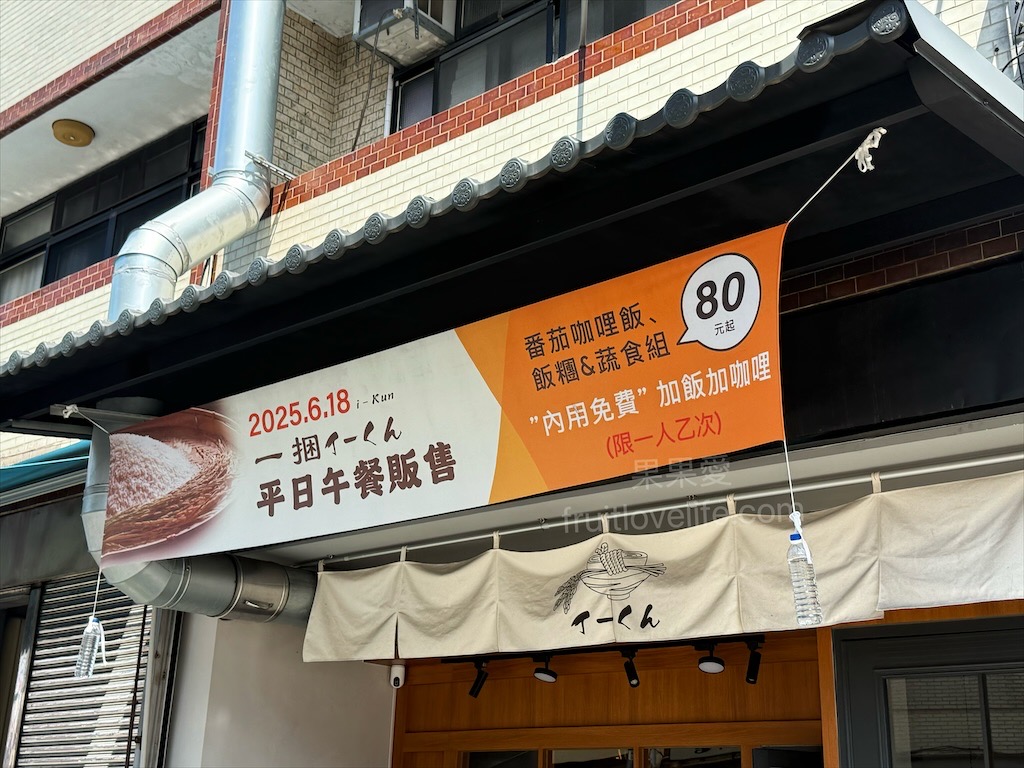 2025.6.18 i-Kun
一捆イーくん
平日午餐販售
番茄咖哩飯、
飯糰&蔬食組
80
元起
”內用免費”加飯加咖哩
(限一人乙次)
果果愛
fruitlovelife.com
イーくん